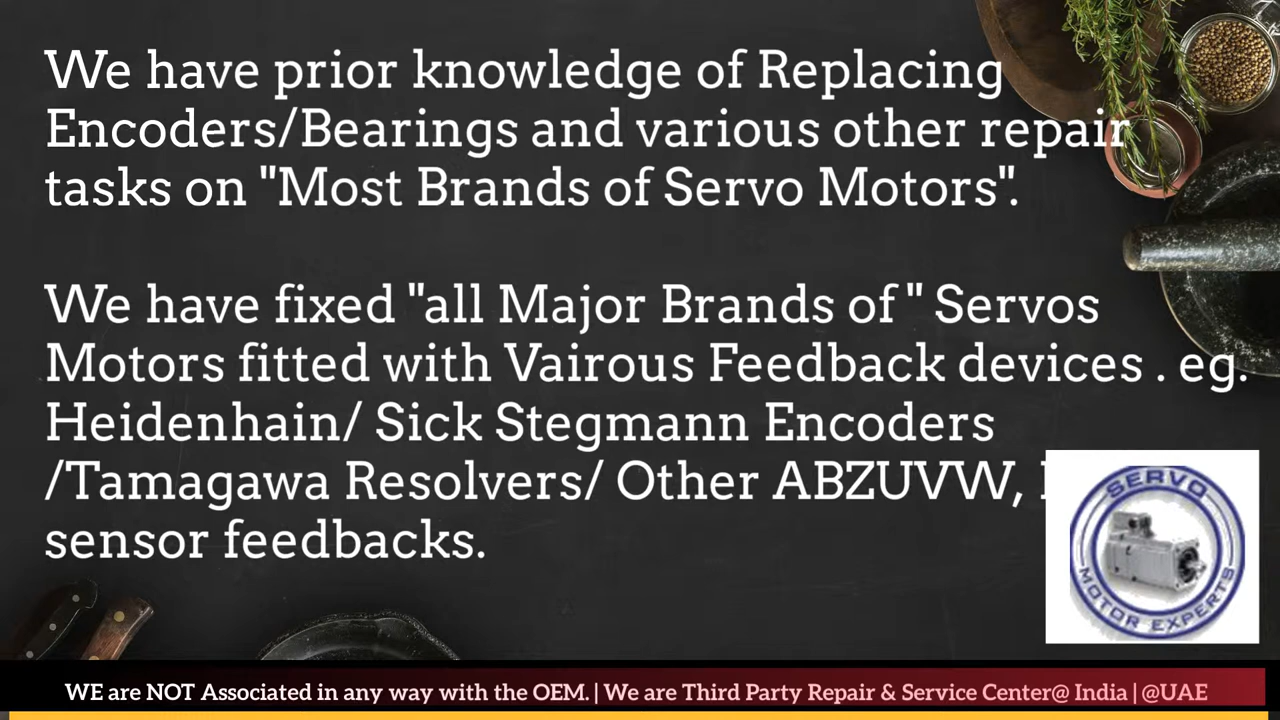 We have prior knowledge of Replacing
Encoders/Bearings and various other repair
tasks on "Most Brands of Servo Motors".
We have fixed "all Major Brands of " Servos
Motors fitted with Vairous Feedback devices . eg.
Heidenhain/ Sick Stegmann Encoders
/Tamagawa Resolvers/ Other ABZUVW,
sensor feedbacks.
SERVO
MOTOR EXPERTS
WE are NOT Associated in any way with the OEM. | We are Third Party Repair & Service Center@ India | @UAE